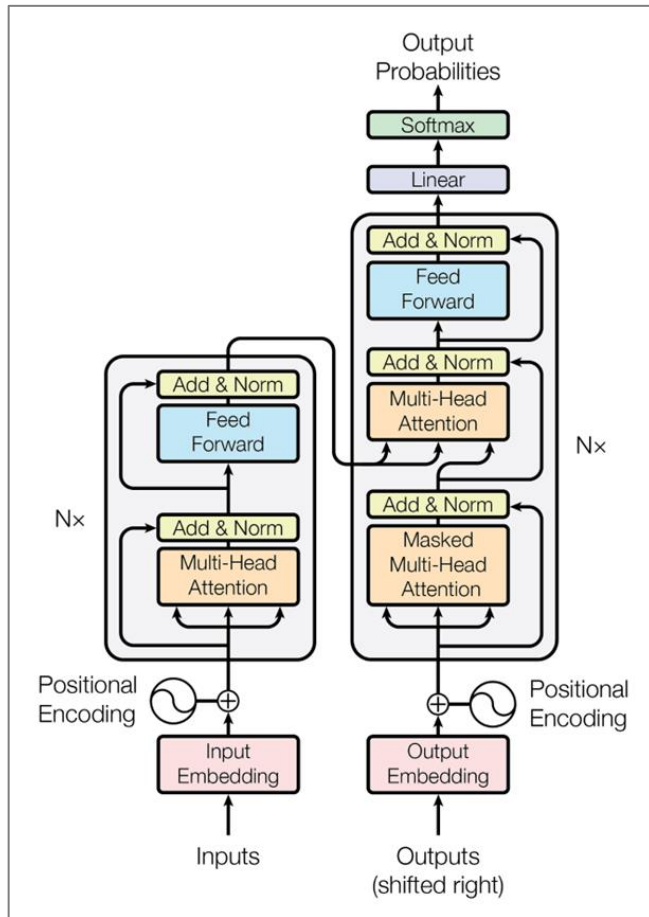 Output
Probabilities
Softmax
Linear
Add & Norm
Feed
Forward
Add & Norm
Multi-Head
Attention
Add & Norm
Masked
Multi-Head
Attention
Nx
Add & Norm
Feed
Forward
Add & Norm
Multi-Head
Attention
Nx
Positional
Encoding
Positional
Encoding
Input
Embedding
Output
Embedding
Inputs
Outputs
(shifted right)